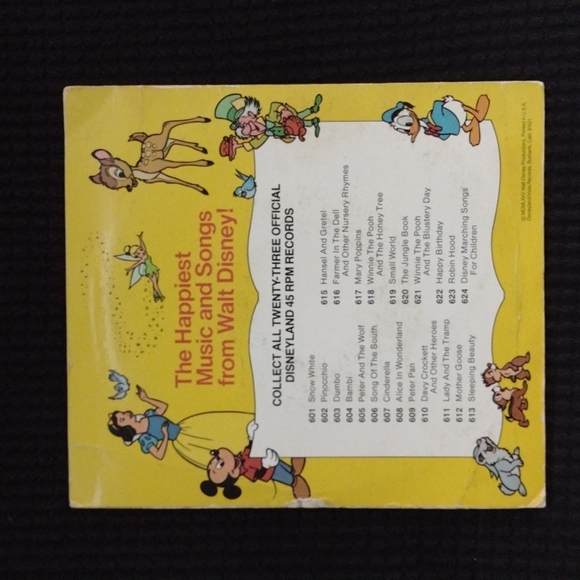 The Happiest
Music and Songs
from Walt Disney!
COLLECT ALL TWENTY-THREE OFFICIAL
DISNEYLAND 45 RPM RECORDS
601 Snow White
602 Pinocchio
603 Dumbo
604 Bambi
605 Peter And The Wolf
606 Song Of The South
607 Cinderella
608 Alice In Wonderland
609 Peter Pan
610 Davy Crockett
And Other Heroes
611 Lady And The Tramp
612 Mother Goose
613 Sleeping Beauty
615 Hansel And Gretel
616 Farmer In The Dell
And Other Nursery Rhymes
617 Mary Poppins
618 Winnie The Pooh
And The Honey Tree
619 Small World
620 The Jungle Book
621 Winnie The Pooh
And The Blustery Day
622 Happy Birthday
623 Robin Hood
624 Disney Marching Songs
For Children
Walt Disney Productions, Printed in U.S.A.